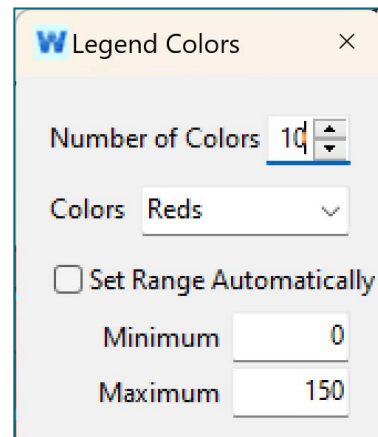 W Legend Colors
Number of Colors 10
Colors Reds
Set Range Automatically
Minimum 0
Maximum 150